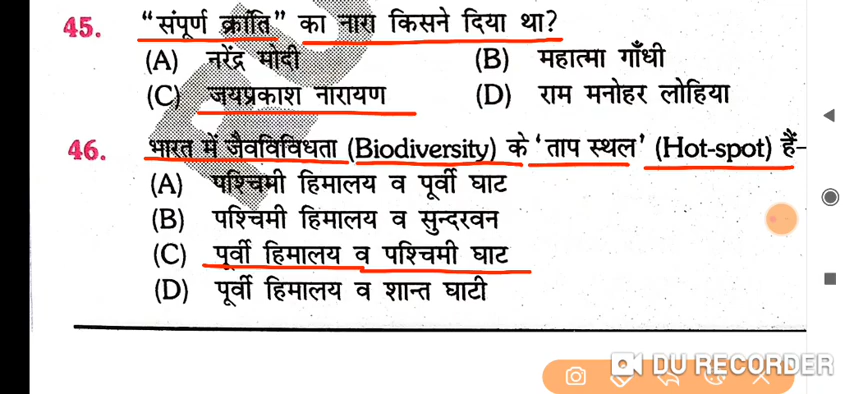 45. “संपूर्ण क्रांति” का नारा किसने दिया था?
(A) नरेंद्र मोदी (B) महात्मा गाँधी
(C) जयप्रकाश नारायण (D) राम मनोहर लोहिया
46. भारत में जैवविविधता (Biodiversity) के ‘ताप स्थल’ (Hot-spot) हैं–
(A) पश्चिमी हिमालय व पूर्वी घाट
(B) पश्चिमी हिमालय व सुन्दरवन
(C) पूर्वी हिमालय व पश्चिमी घाट
(D) पूर्वी हिमालय व शान्त घाटी
DU RECORDER